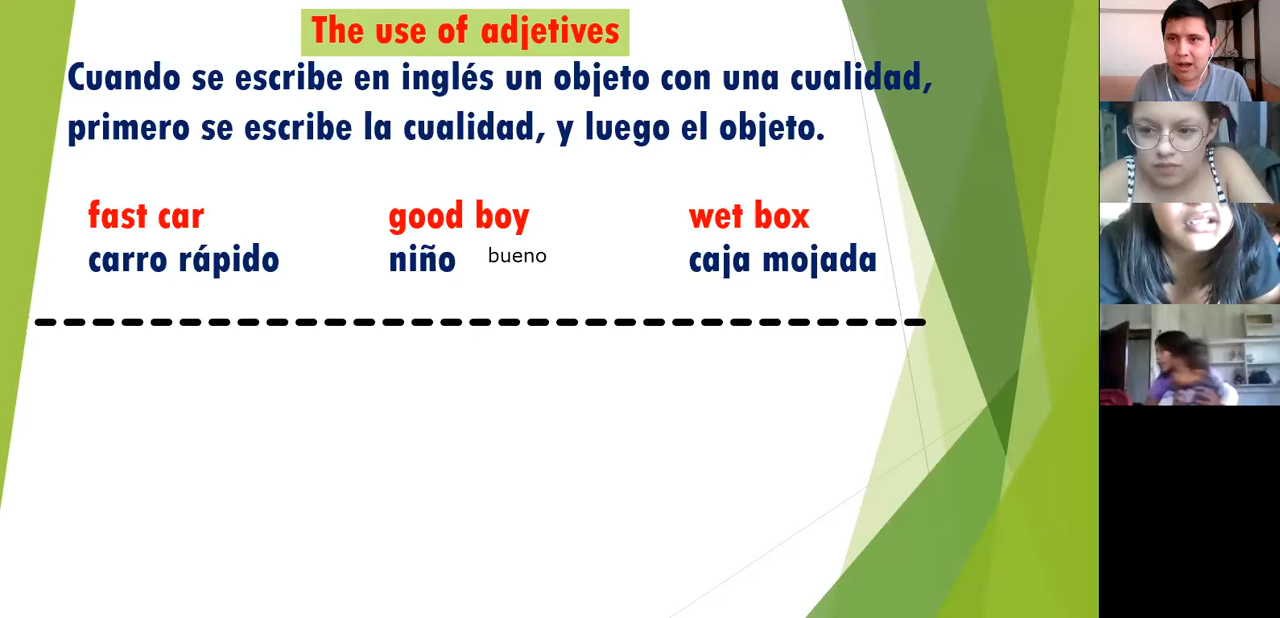 The use of adjetives
Cuando se escribe en inglés un objeto con una cualidad,
primero se escribe la cualidad, y luego el objeto.
fast car good boy wet box
carro rápido niño bueno caja mojada